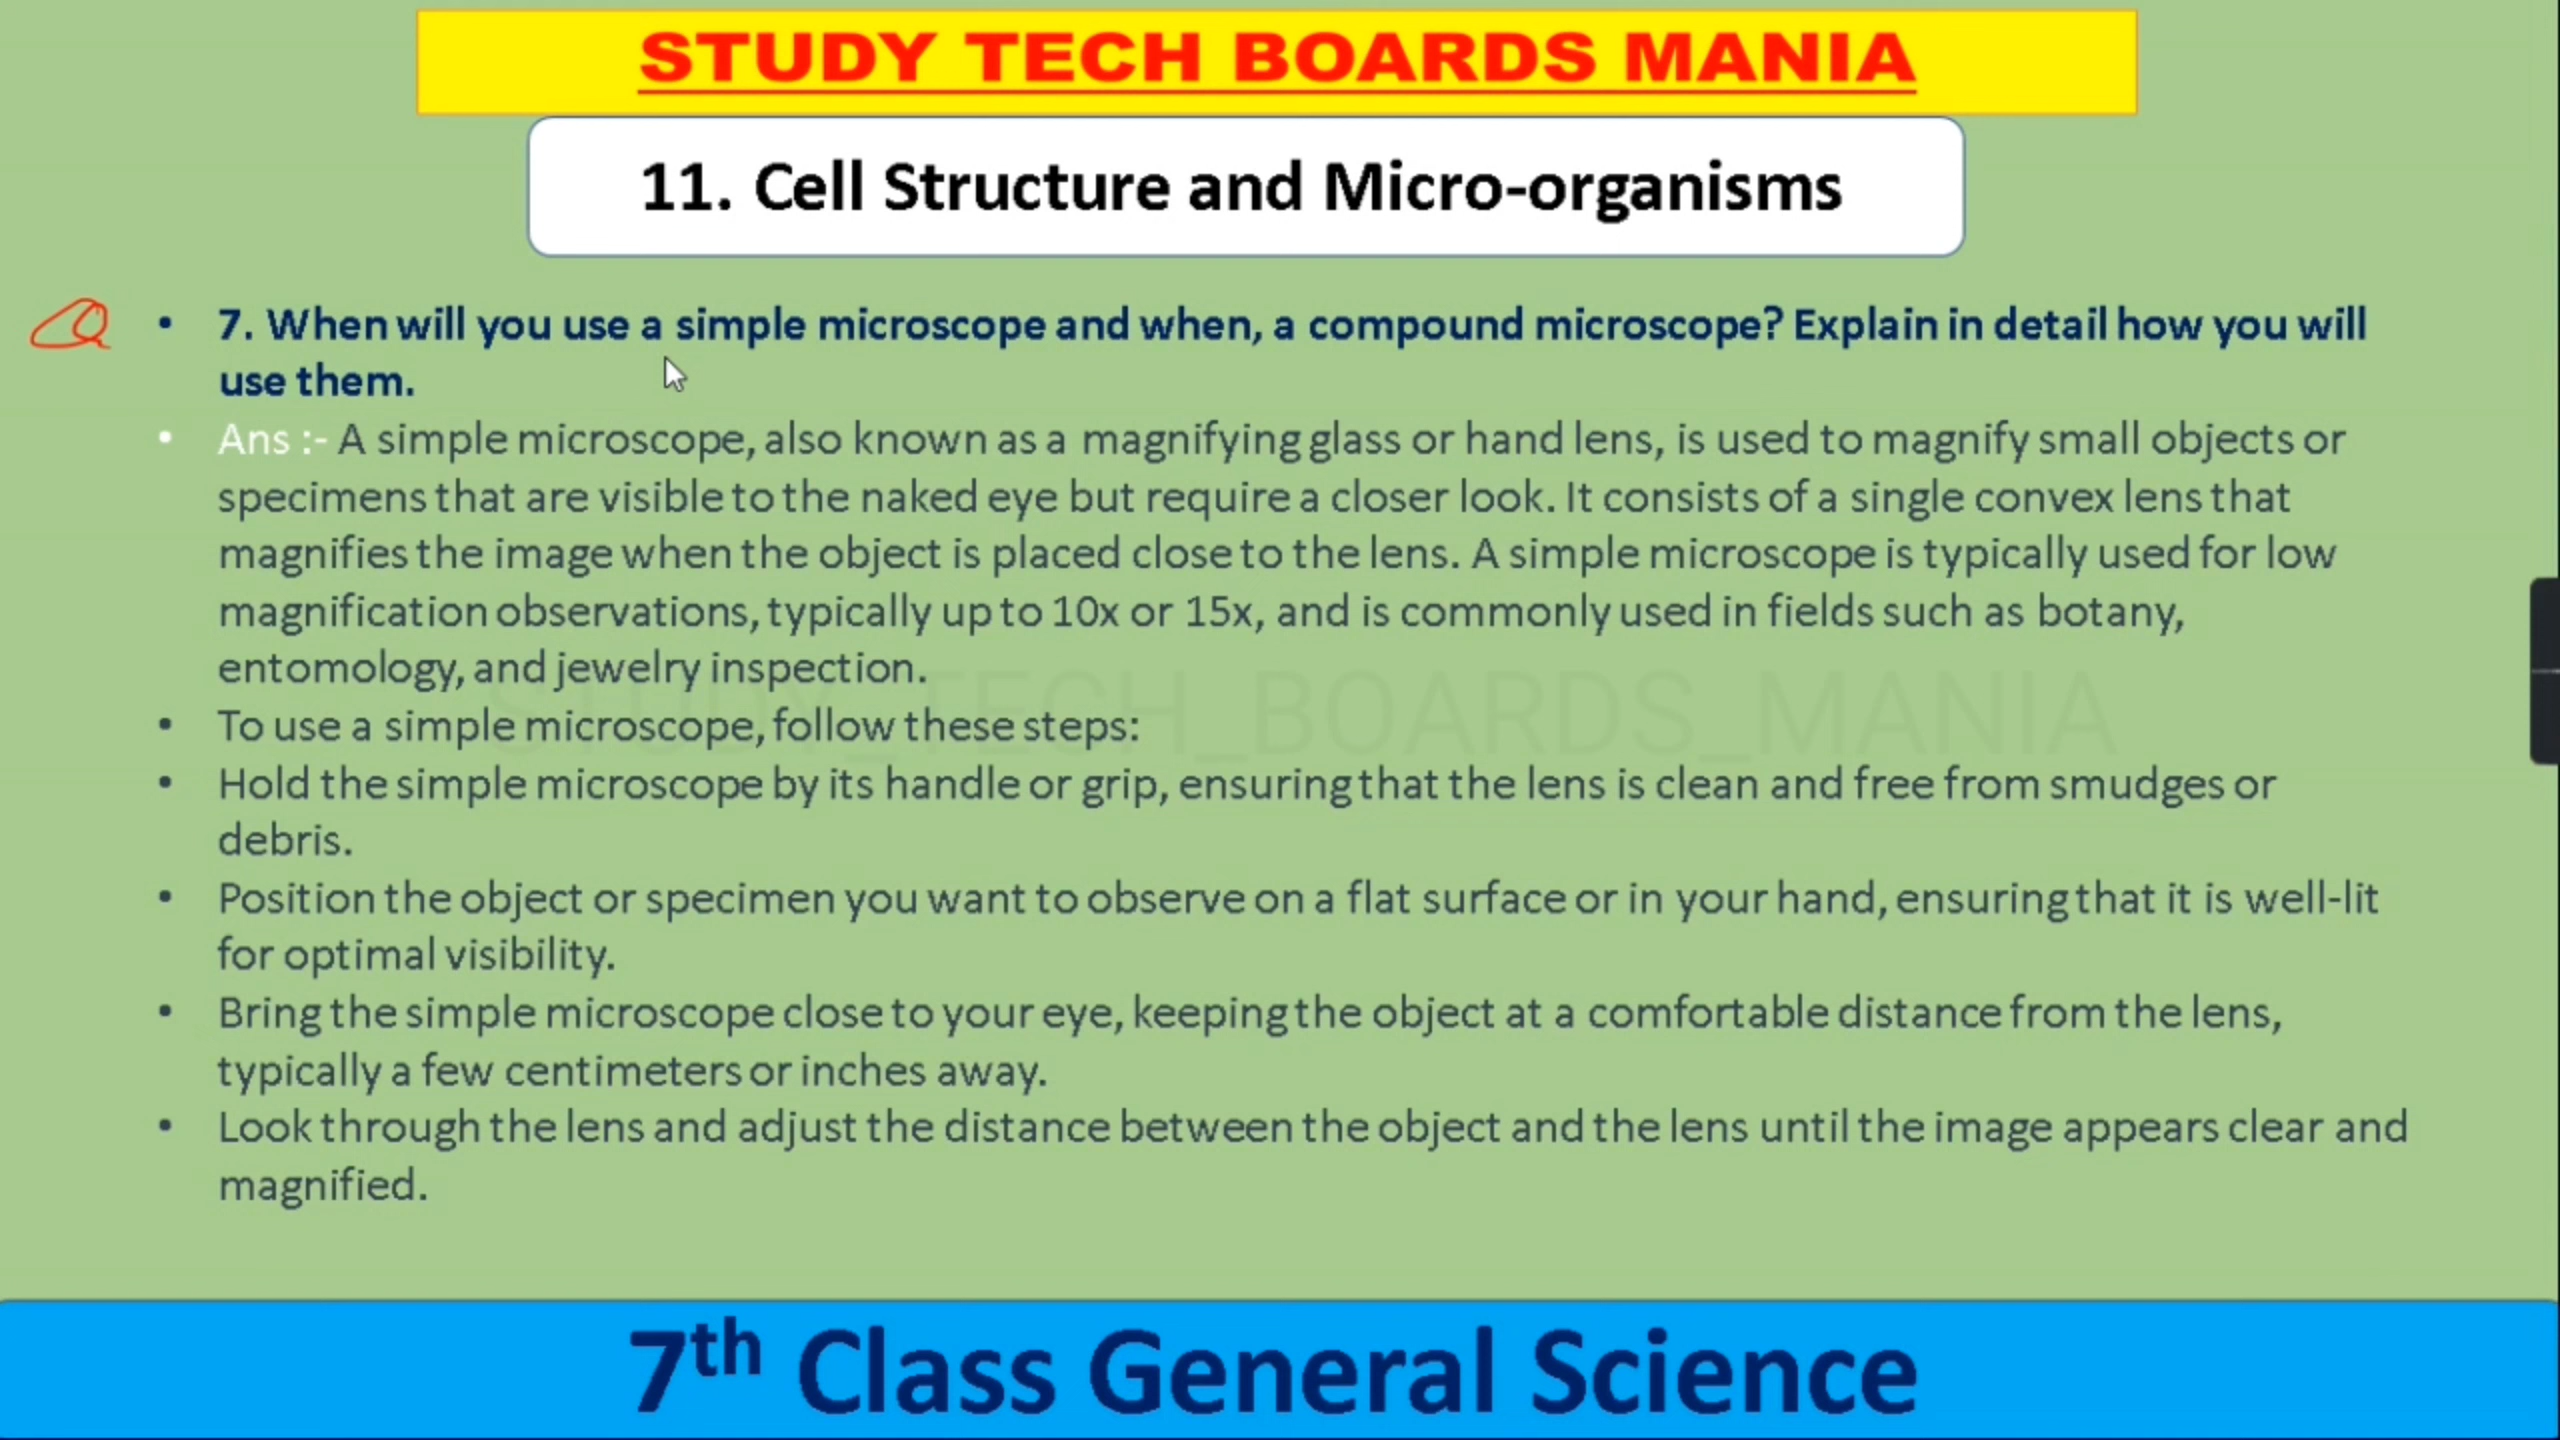 STUDY TECH BOARDS MANIA
11. Cell Structure and Micro-organisms
Q
• 7. When will you use a simple microscope and when, a compound microscope? Explain in detail how you will
use them.
• Ans :- A simple microscope, also known as a magnifying glass or hand lens, is used to magnify small objects or
specimens that are visible to the naked eye but require a closer look. It consists of a single convex lens that
magnifies the image when the object is placed close to the lens. A simple microscope is typically used for low
magnification observations, typically up to 10x or 15x, and is commonly used in fields such as botany,
entomology, and jewelry inspection.
STUDY_TECH_BOARDS_MANIA
• To use a simple microscope, follow these steps:
• Hold the simple microscope by its handle or grip, ensuring that the lens is clean and free from smudges or
debris.
• Position the object or specimen you want to observe on a flat surface or in your hand, ensuring that it is well-lit
for optimal visibility.
• Bring the simple microscope close to your eye, keeping the object at a comfortable distance from the lens,
typically a few centimeters or inches away.
• Look through the lens and adjust the distance between the object and the lens until the image appears clear and
magnified.
7th Class General Science